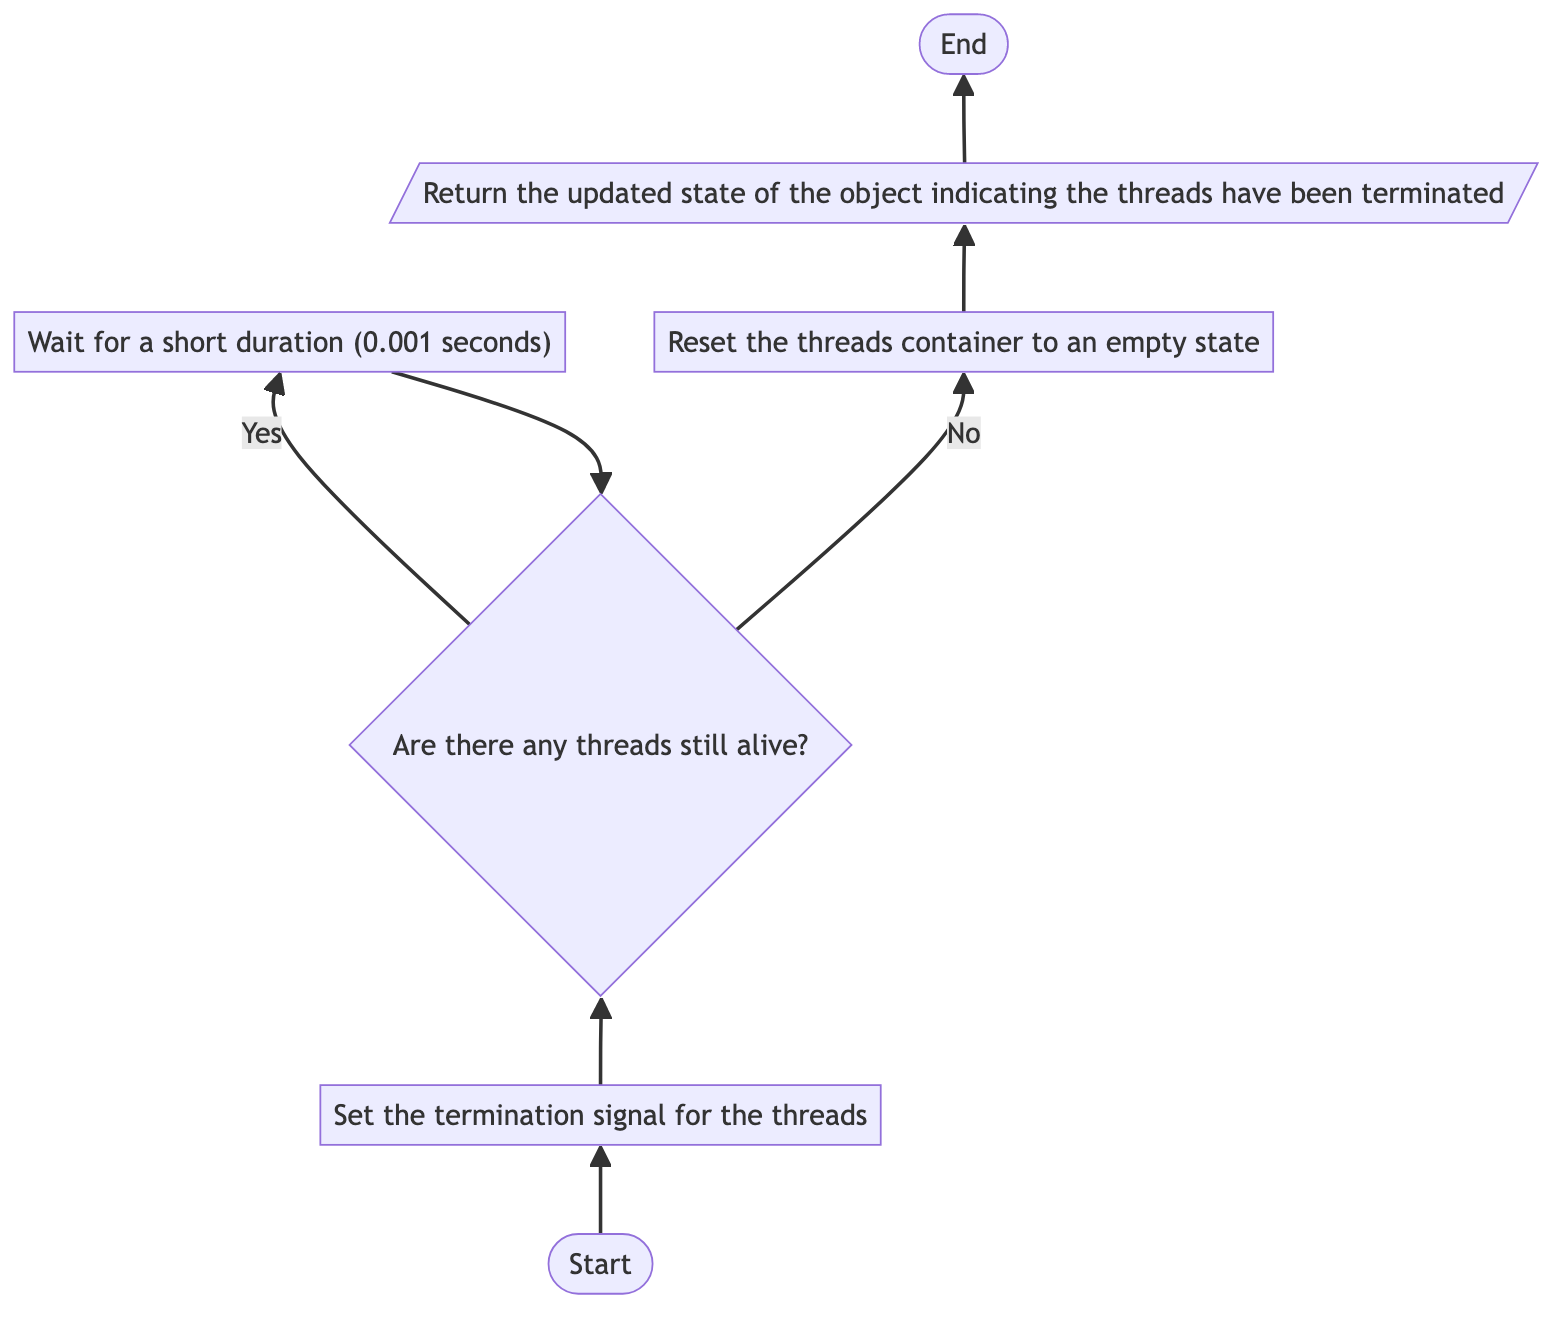 End
Return the updated state of the object indicating the threads have been terminated
Wait for a short duration (0.001 seconds)
Reset the threads container to an empty state
Yes
No
Are there any threads still alive?
Set the termination signal for the threads
Start